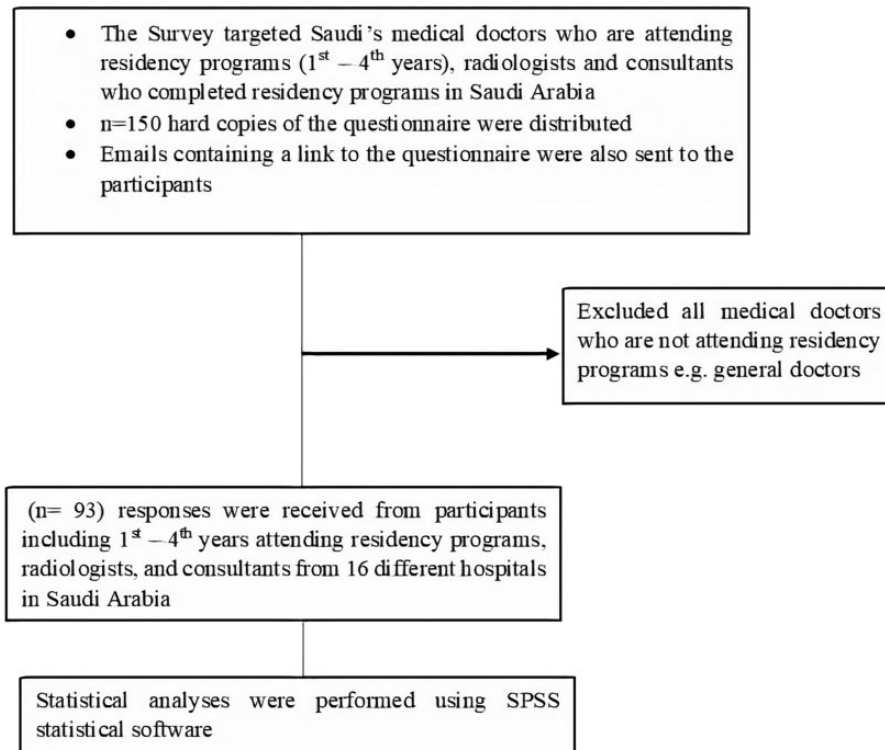 • The Survey targeted Saudi's medical doctors who are attending
residency programs (1st – 4th years), radiologists and consultants
who completed residency programs in Saudi Arabia
• n=150 hard copies of the questionnaire were distributed
• Emails containing a link to the questionnaire were also sent to the
participants
Excluded all medical doctors
who are not attending residency
programs e.g. general doctors
(n= 93) responses were received from participants
including 1st – 4th years attending residency programs,
radiologists, and consultants from 16 different hospitals
in Saudi Arabia
Statistical analyses were performed using SPSS
statistical software